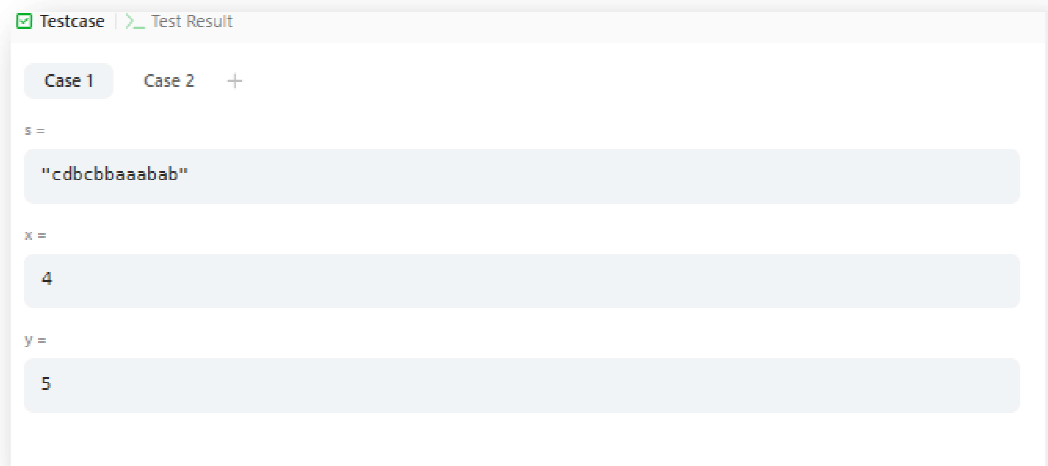 Testcase >_ Test Result
Case 1 Case 2 +
s =
"cdbcbbaaabab"
x =
4
y =
5